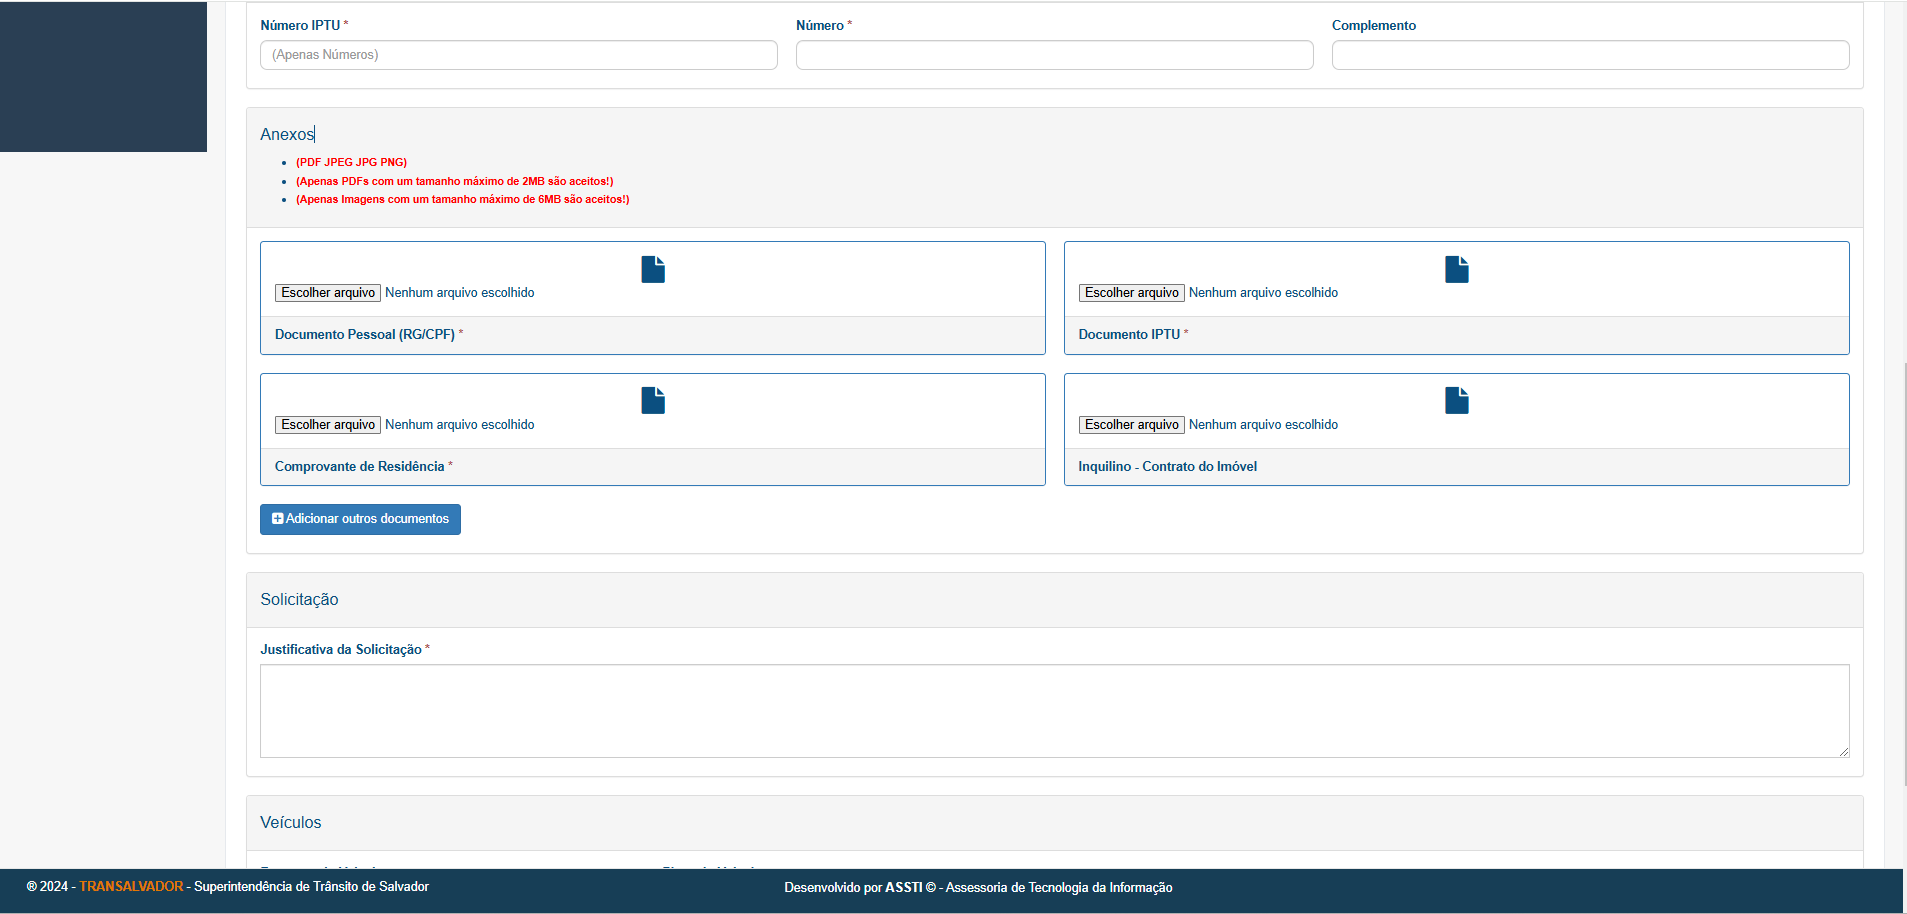 Número IPTU *
Número *
Complemento
(Apenas Números)
Anexos
(PDF JPEG JPG PNG)
(Apenas PDFs com um tamanho máximo de 2MB são aceitos!)
(Apenas Imagens com um tamanho máximo de 6MB são aceitos!)
Escolher arquivo Nenhum arquivo escolhido
Documento Pessoal (RG/CPF) *
Escolher arquivo Nenhum arquivo escolhido
Documento IPTU *
Escolher arquivo Nenhum arquivo escolhido
Comprovante de Residência *
Escolher arquivo Nenhum arquivo escolhido
Inquilino - Contrato do Imóvel
Adicionar outros documentos
Solicitação
Justificativa da Solicitação *
Veículos
® 2024 - TRANSALVADOR - Superintendência de Trânsito de Salvador
Desenvolvido por ASSTI © - Assessoria de Tecnologia da Informação